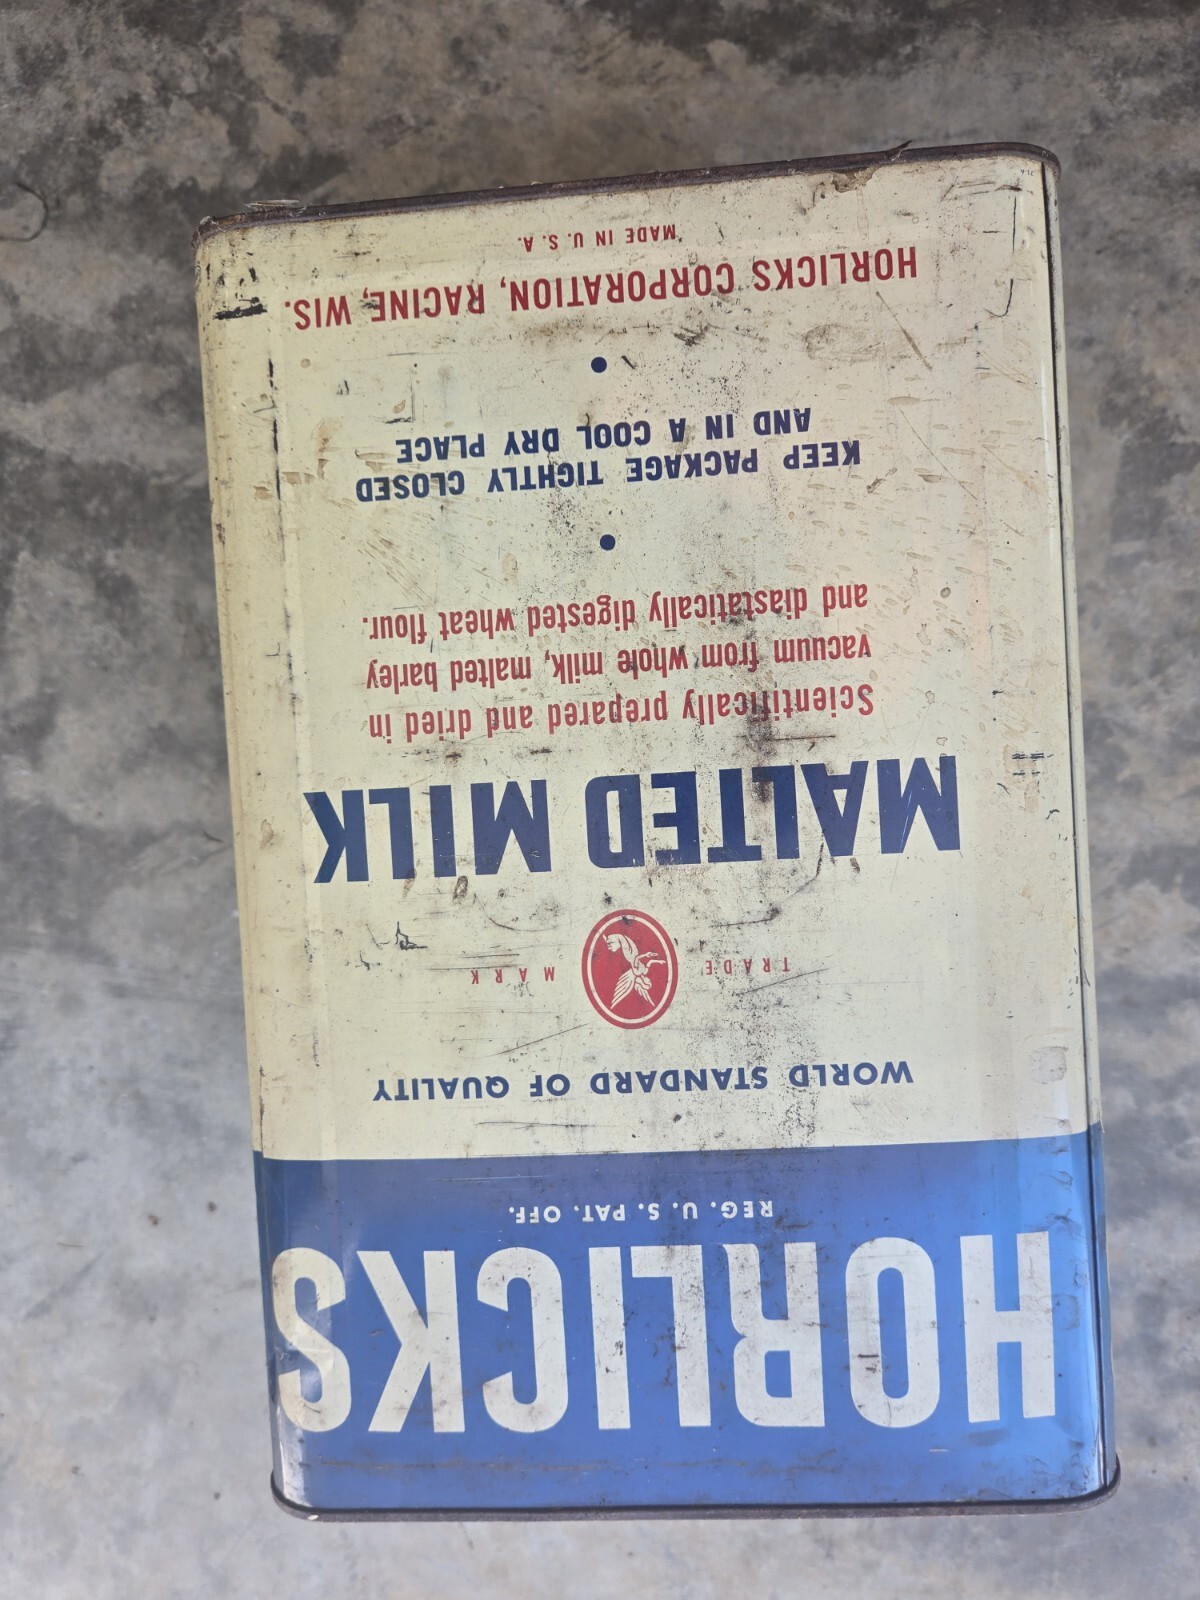 HORLICKS
REG. U. S. PAT. OFF.
WORLD STANDARD OF QUALITY
TRADE MARK
MALTED MILK
Scientifically prepared and dried in
vacuum from whole milk, malted barley
and diastatically digested wheat flour.
KEEP PACKAGE TIGHTLY CLOSED
AND IN A COOL DRY PLACE
HORLICKS CORPORATION, RACINE, WIS.
MADE IN U. S. A.